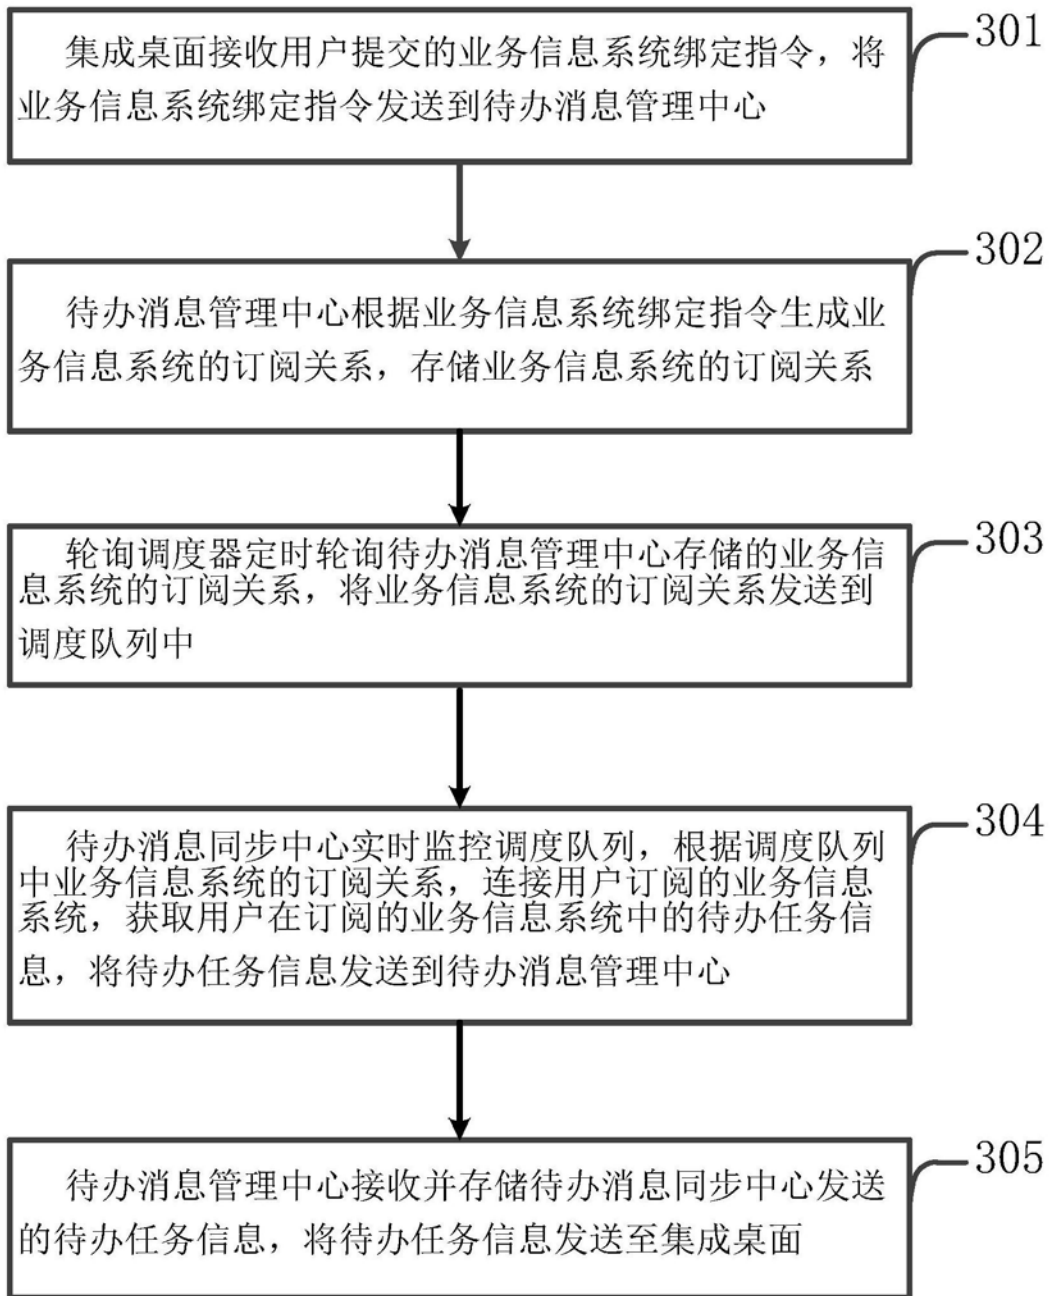 集成桌面接收用户提交的业务信息系统绑定指令，将
业务信息系统绑定指令发送到待办消息管理中心
301
待办消息管理中心根据业务信息系统绑定指令生成业
务信息系统的订阅关系，存储业务信息系统的订阅关系
302
轮询调度器定时轮询待办消息管理中心存储的业务信
息系统的订阅关系，将业务信息系统的订阅关系发送到
调度队列中
303
待办消息同步中心实时监控调度队列，根据调度队列
中业务信息系统的订阅关系，连接用户订阅的业务信息
系统，获取用户在订阅的业务信息系统中的待办任务信
息，将待办任务信息发送到待办消息管理中心
304
待办消息管理中心接收并存储待办消息同步中心发送
的待办任务信息，将待办任务信息发送至集成桌面
305